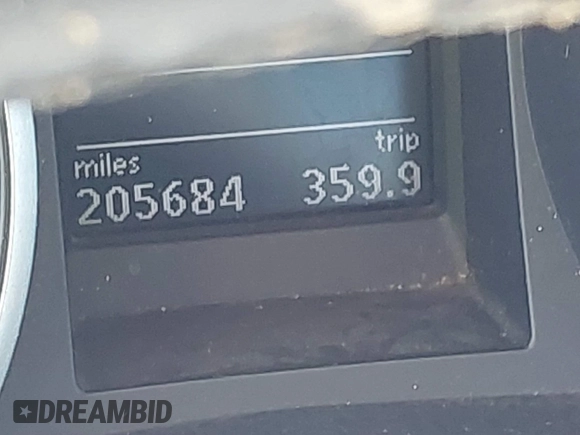 miles trip
205684 359.9
DREAMBID